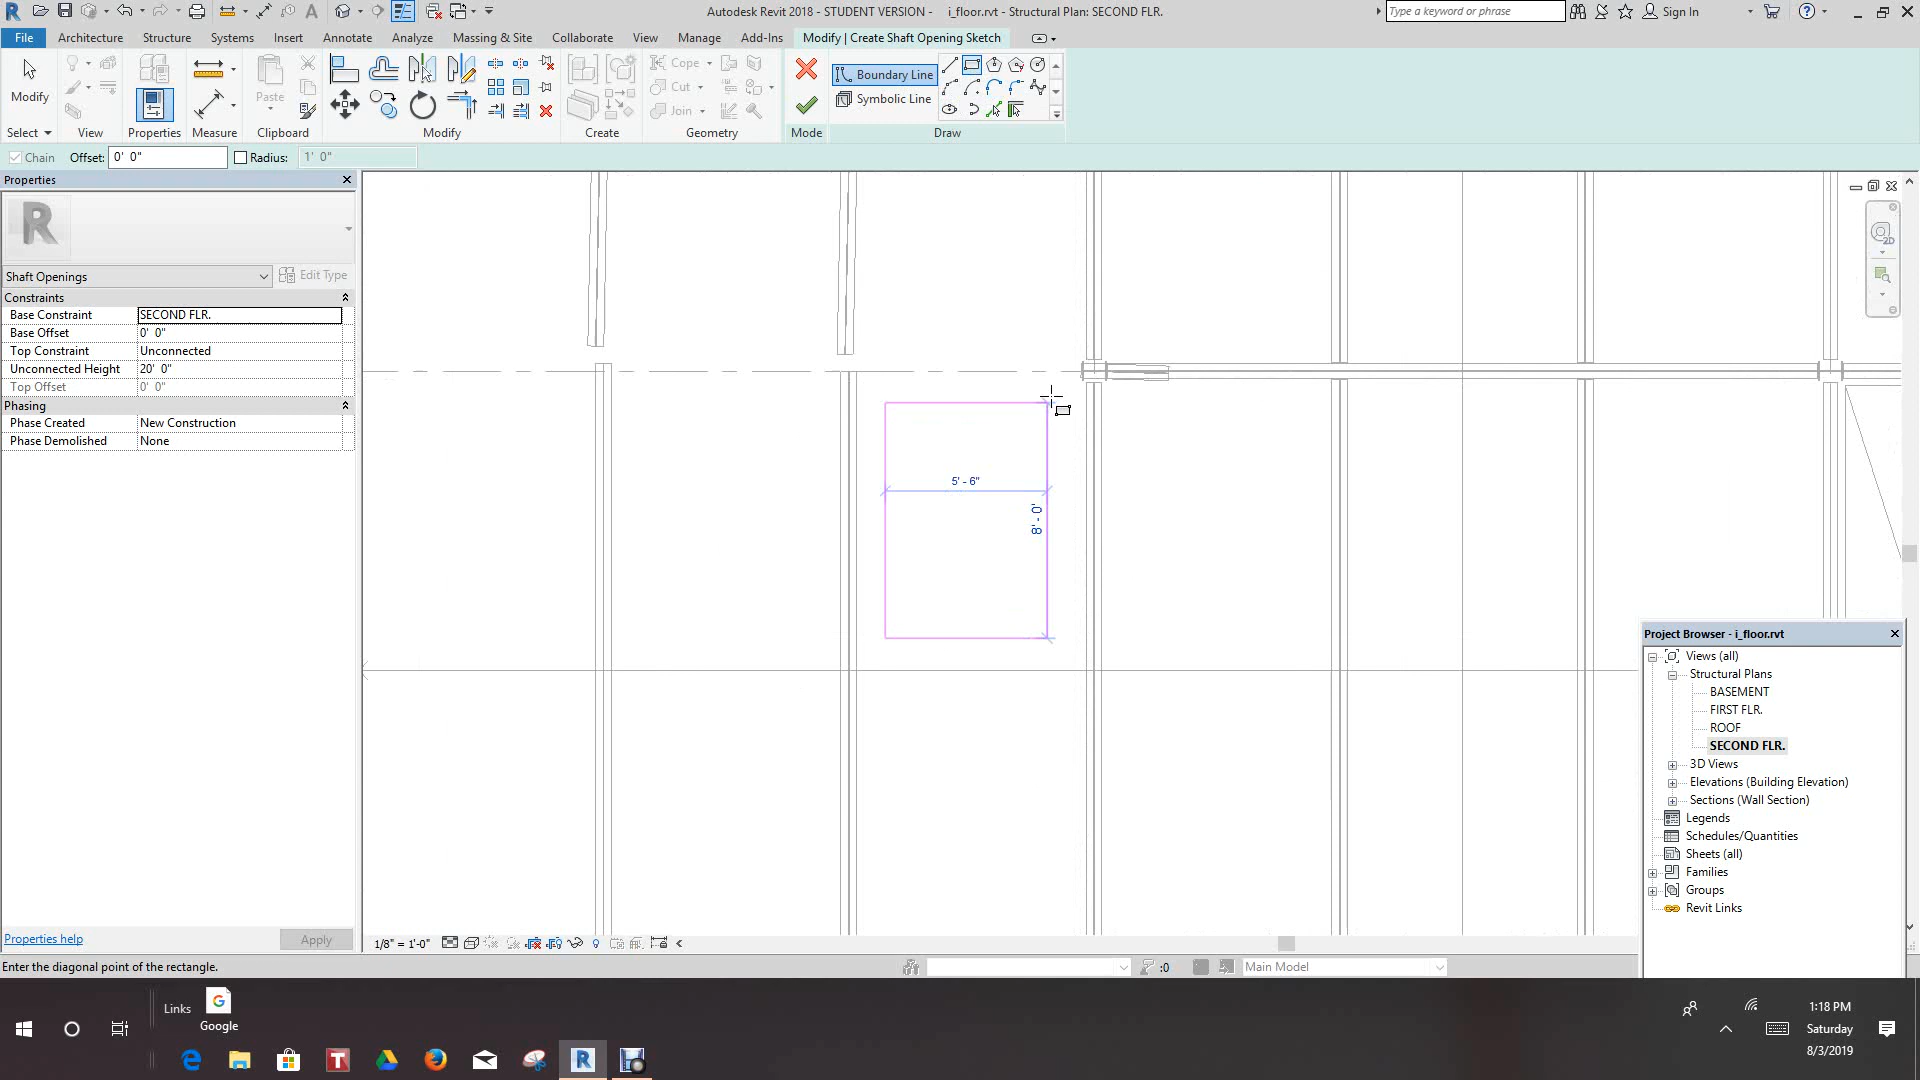 Autodesk Revit 2018 - STUDENT VERSION -    i_floor.rvt - Structural Plan: SECOND FLR.
Type a keyword or phrase
Sign In
File Architecture Structure Systems Insert Annotate Analyze Massing & Site Collaborate View Manage Add-Ins Modify | Create Shaft Opening Sketch
Modify
Paste
Cope
Cut
Join
Boundary Line
Symbolic Line
Select View Properties Measure Clipboard Modify Create Geometry Mode Draw
Chain Offset: 0' 0" Radius: 1' 0"
Properties
Shaft Openings Edit Type
Constraints
Base Constraint SECOND FLR.
Base Offset 0' 0"
Top Constraint Unconnected
Unconnected Height 20' 0"
Top Offset 0' 0"
Phasing
Phase Created New Construction
Phase Demolished None
Properties help Apply
2D
5' - 6"
8' - 0"
Project Browser - i_floor.rvt
Views (all)
Structural Plans
BASEMENT
FIRST FLR.
ROOF
SECOND FLR.
3D Views
Elevations (Building Elevation)
Sections (Wall Section)
Legends
Schedules/Quantities
Sheets (all)
Families
Groups
Revit Links
1/8" = 1'-0"
Enter the diagonal point of the rectangle.
:0
Main Model
Links
Google
1:18 PM
Saturday
8/3/2019